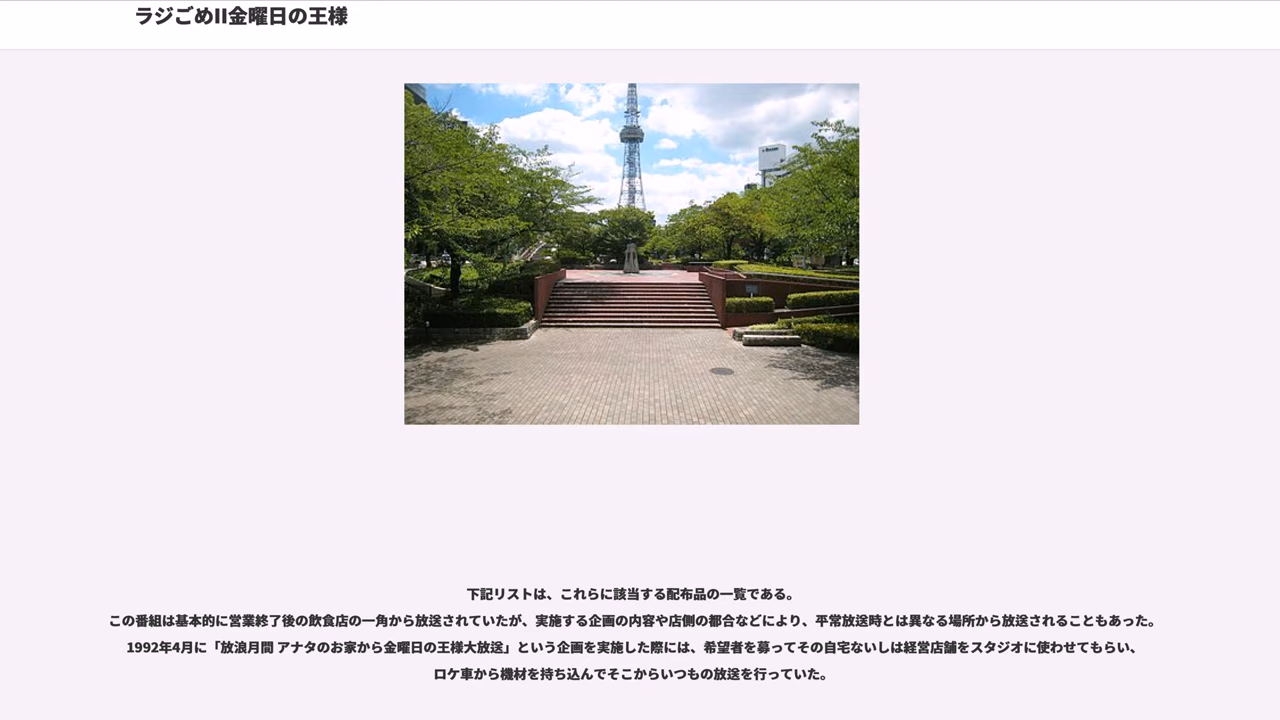 ラジごめII金曜日の王様
下記リストは、これらに該当する配布品の一覧である。
この番組は基本的に営業終了後の飲食店の一角から放送されていたが、実施する企画の内容や店側の都合などにより、平常放送時とは異なる場所から放送されることもあった。
1992年4月に「放浪月間 アナタのお家から金曜日の王様大放送」という企画を実施した際には、希望者を募ってその自宅ないしは経営店舗をスタジオに使わせてもらい、
ロケ車から機材を持ち込んでそこからいつもの放送を行っていた。